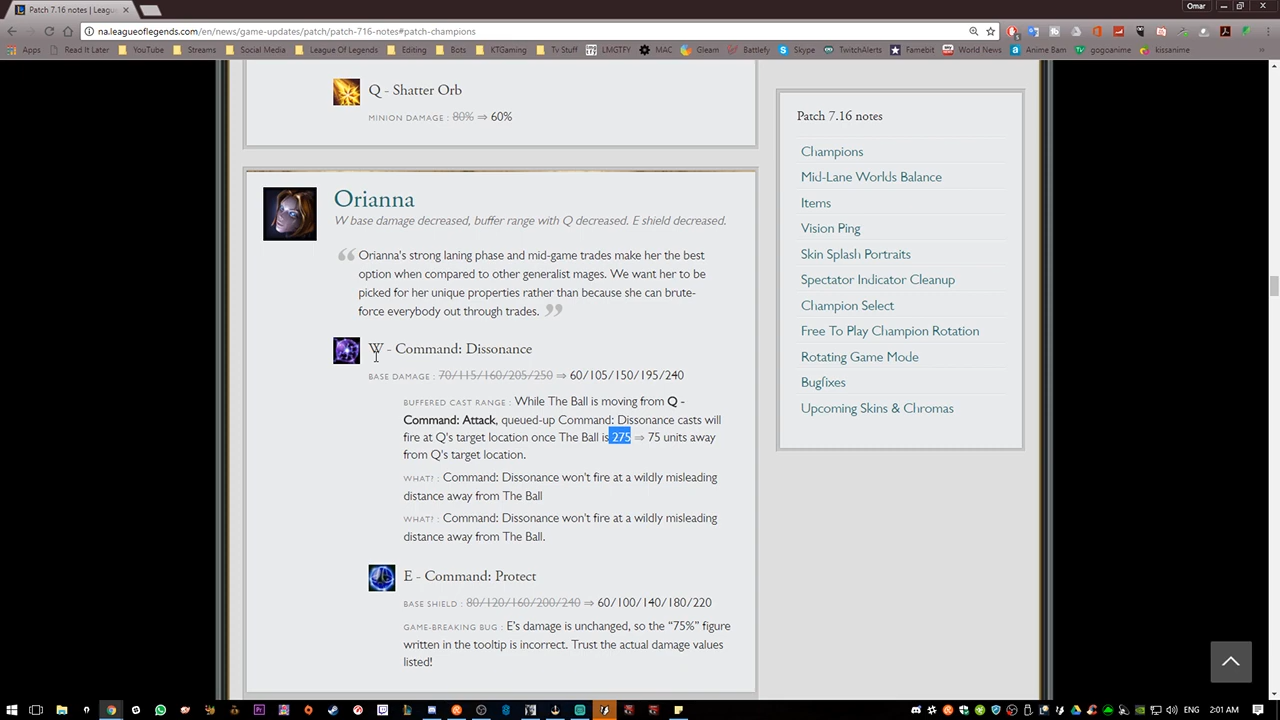 Patch 7.16 notes | Leagu
Omar
na.leagueoflegends.com/en/news/game-updates/patch/patch-716-notes#patch-champions
Apps Read It Later YouTube Streams Social Media League Of Legends Editing Bots KTGaming Tv Stuff LMGTFY MAC Gleam Battlefy Skype TwitchAlerts Famebit World News Anime Bam gogoanime kissanime
Q - Shatter Orb
MINION DAMAGE : 80% ⇒ 60%
Orianna
W base damage decreased, buffer range with Q decreased. E shield decreased.
Orianna's strong laning phase and mid-game trades make her the best
option when compared to other generalist mages. We want her to be
picked for her unique properties rather than because she can brute-
force everybody out through trades.
W - Command: Dissonance
BASE DAMAGE : 70/115/160/205/250 ⇒ 60/105/150/195/240
BUFFERED CAST RANGE : While The Ball is moving from Q -
Command: Attack, queued-up Command: Dissonance casts will
fire at Q's target location once The Ball is 275 ⇒ 75 units away
from Q's target location.
WHAT? : Command: Dissonance won't fire at a wildly misleading
distance away from The Ball
WHAT? : Command: Dissonance won't fire at a wildly misleading
distance away from The Ball.
E - Command: Protect
BASE SHIELD : 80/120/160/200/240 ⇒ 60/100/140/180/220
GAME-BREAKING BUG : E's damage is unchanged, so the “75%” figure
written in the tooltip is incorrect. Trust the actual damage values
listed!
Patch 7.16 notes
Champions
Mid-Lane Worlds Balance
Items
Vision Ping
Skin Splash Portraits
Spectator Indicator Cleanup
Champion Select
Free To Play Champion Rotation
Rotating Game Mode
Bugfixes
Upcoming Skins & Chromas
ENG 2:01 AM